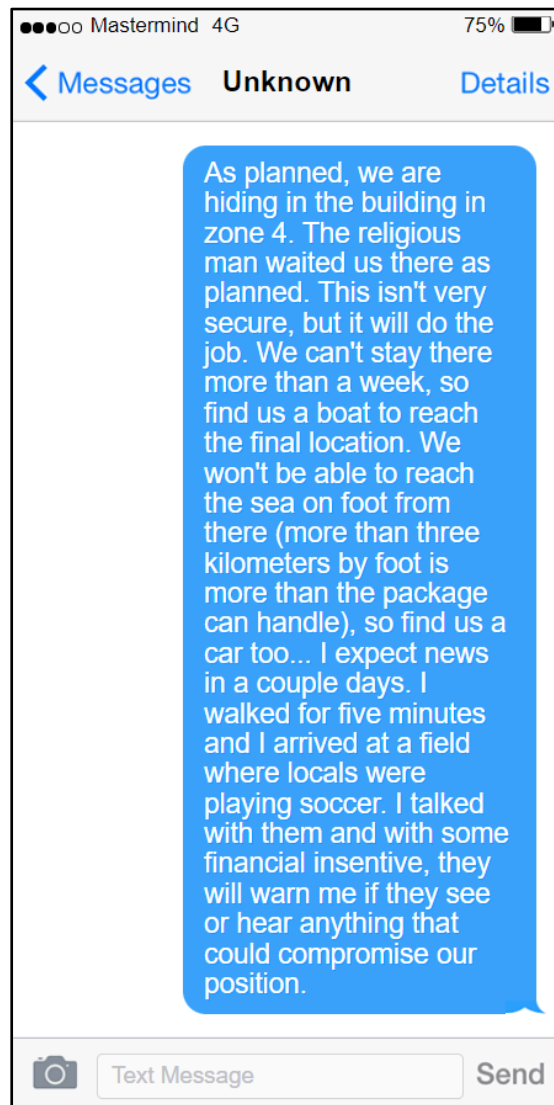 Mastermind 4G 75%
Messages Unknown Details
As planned, we are
hiding in the building in
zone 4. The religious
man waited us there as
planned. This isn't very
secure, but it will do the
job. We can't stay there
more than a week, so
find us a boat to reach
the final location. We
won't be able to reach
the sea on foot from
there (more than three
kilometers by foot is
more than the package
can handle), so find us a
car too... I expect news
in a couple days. I
walked for five minutes
and I arrived at a field
where locals were
playing soccer. I talked
with them and with some
financial insentive, they
will warn me if they see
or hear anything that
could compromise our
position.
Text Message Send